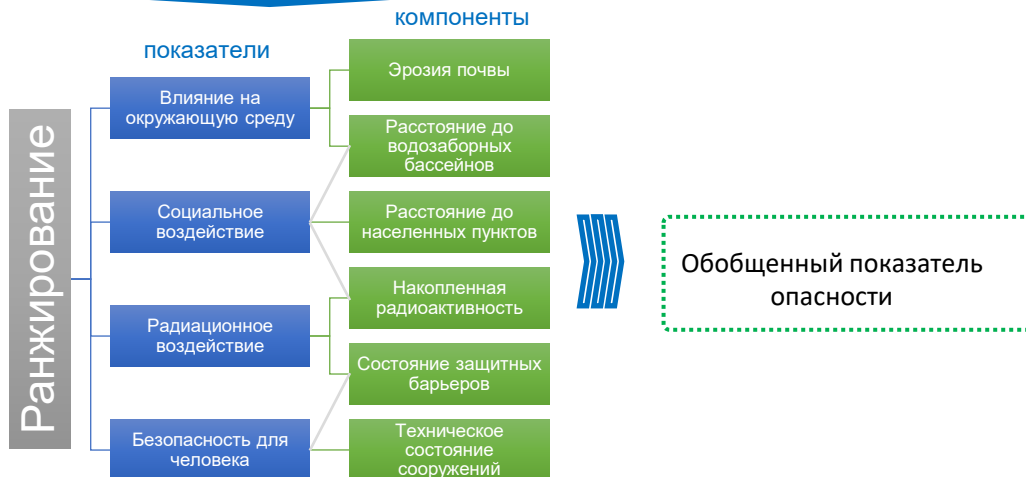 компоненты
показатели
Ранжирование
Влияние на
окружающую среду
Социальное
воздействие
Радиационное
воздействие
Безопасность для
человека
Эрозия почвы
Расстояние до
водозаборных
бассейнов
Расстояние до
населенных пунктов
Накопленная
радиоактивность
Состояние защитных
барьеров
Техническое
состояние
сооружений
Обобщенный показатель
опасности